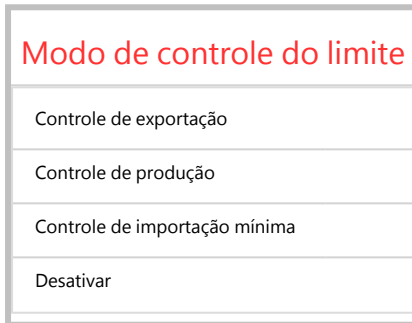 Modo de controle do limite
Controle de exportação
Controle de produção
Controle de importação mínima
Desativar